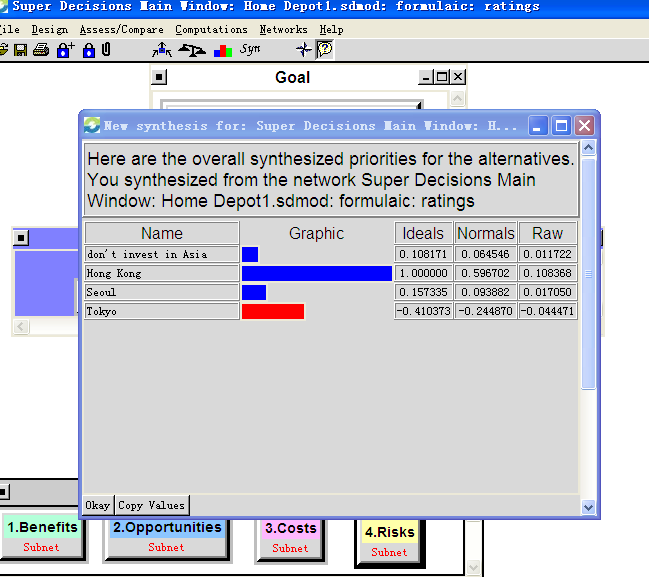 Super Decisions Main Window: Home Depot1.sdmod: formulaic: ratings
Design Assess/Compare Computations Networks Help
Syn
Goal
New synthesis for: Super Decisions Main Window: H...
Here are the overall synthesized priorities for the alternatives.
You synthesized from the network Super Decisions Main
Window: Home Depot1.sdmod: formulaic: ratings
Name Graphic Ideals Normals Raw
don't invest in Asia 0.108171 0.064546 0.011722
Hong Kong 1.000000 0.596702 0.108368
Seoul 0.157335 0.093882 0.017050
Tokyo -0.410373 -0.244870 -0.044471
Okay Copy Values
1.Benefits 2.Opportunities 3.Costs 4.Risks
Subnet Subnet Subnet Subnet